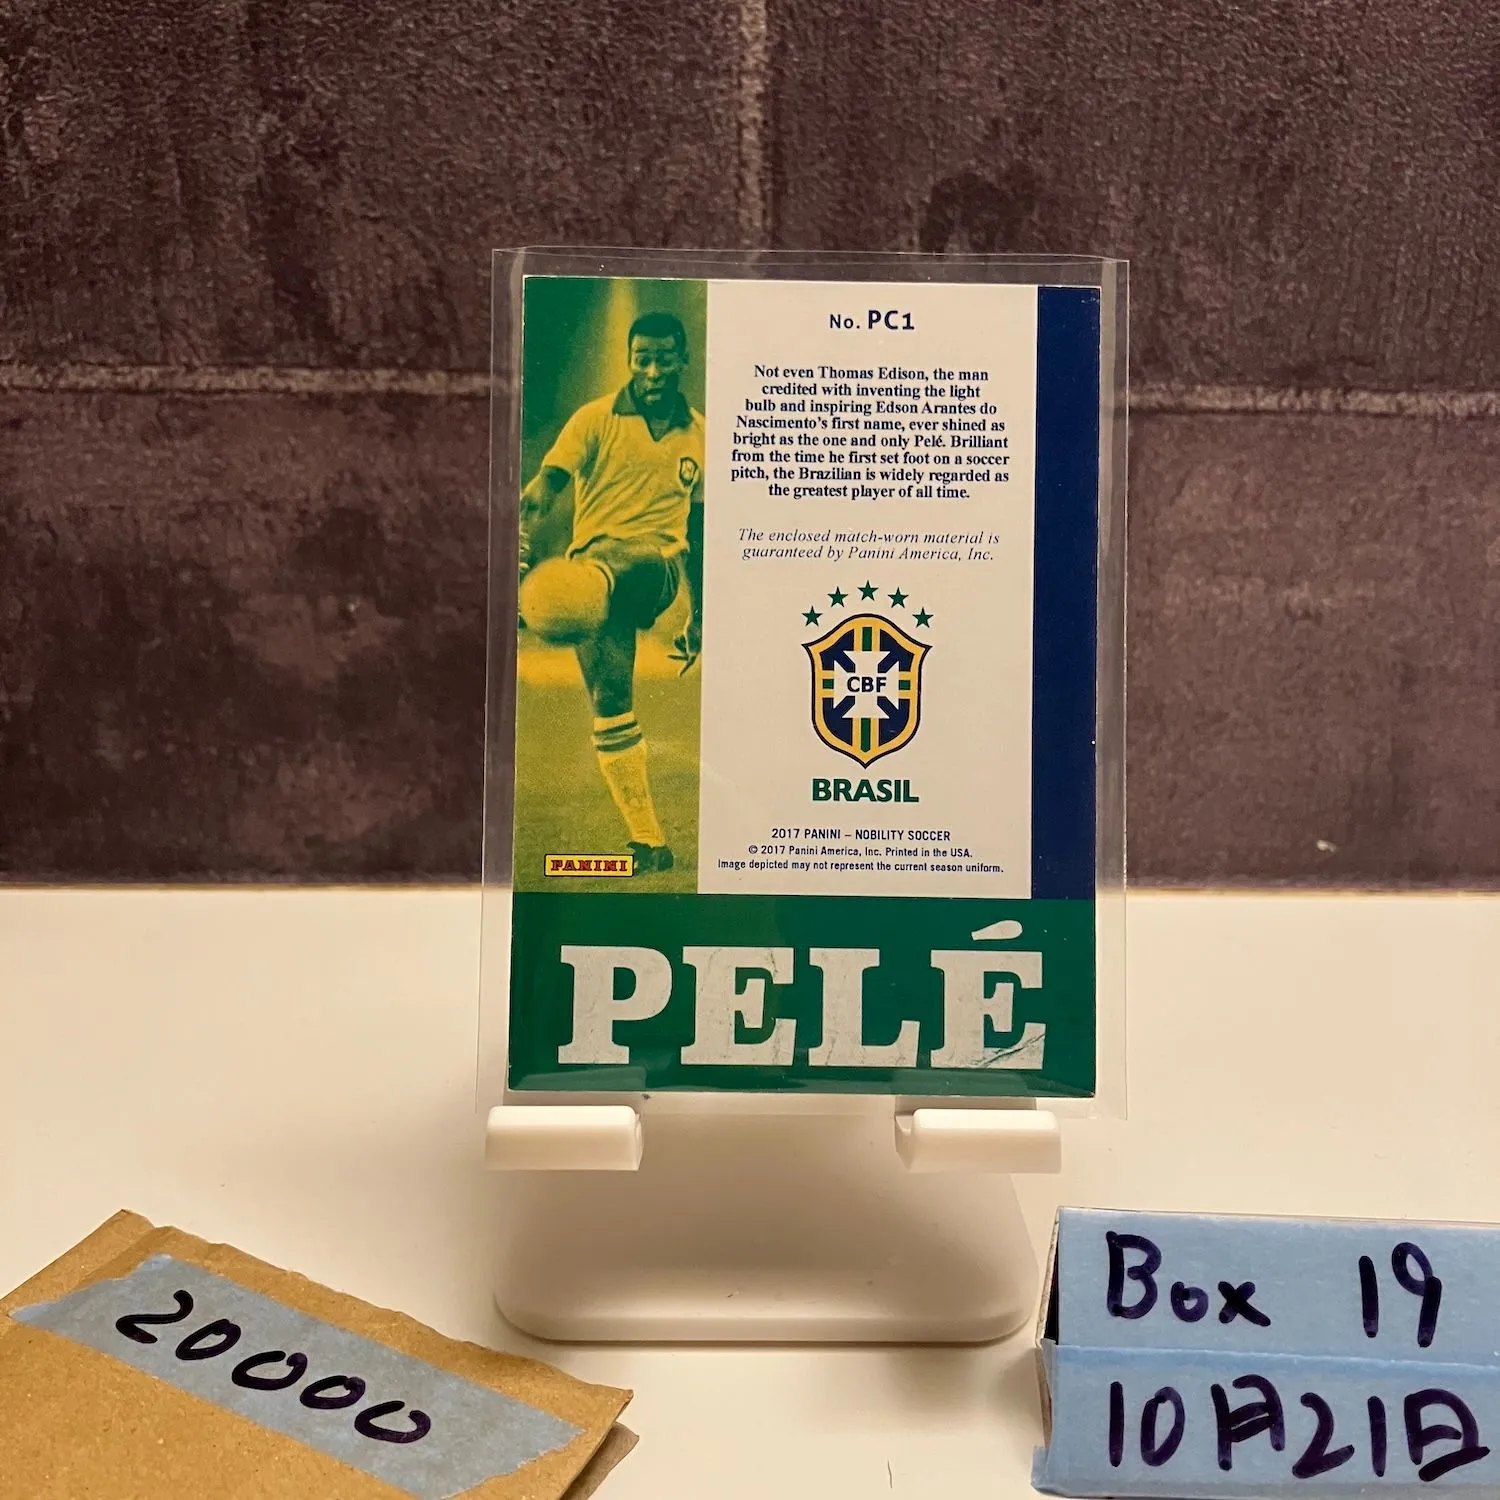 No. PC1
Not even Thomas Edison, the man
credited with inventing the light
bulb and inspiring Edson Arantes do
Nascimento's first name, ever shined as
bright as the one and only Pelé. Brilliant
from the time he first set foot on a soccer
pitch, the Brazilian is widely regarded as
the greatest player of all time.
The enclosed match-worn material is
guaranteed by Panini America, Inc.
CBF
BRASIL
2017 PANINI – NOBILITY SOCCER
© 2017 Panini America, Inc. Printed in the USA.
Image depicted may not represent the current season uniform.
PANINI
PELÉ
20000
Box 19
10月21日